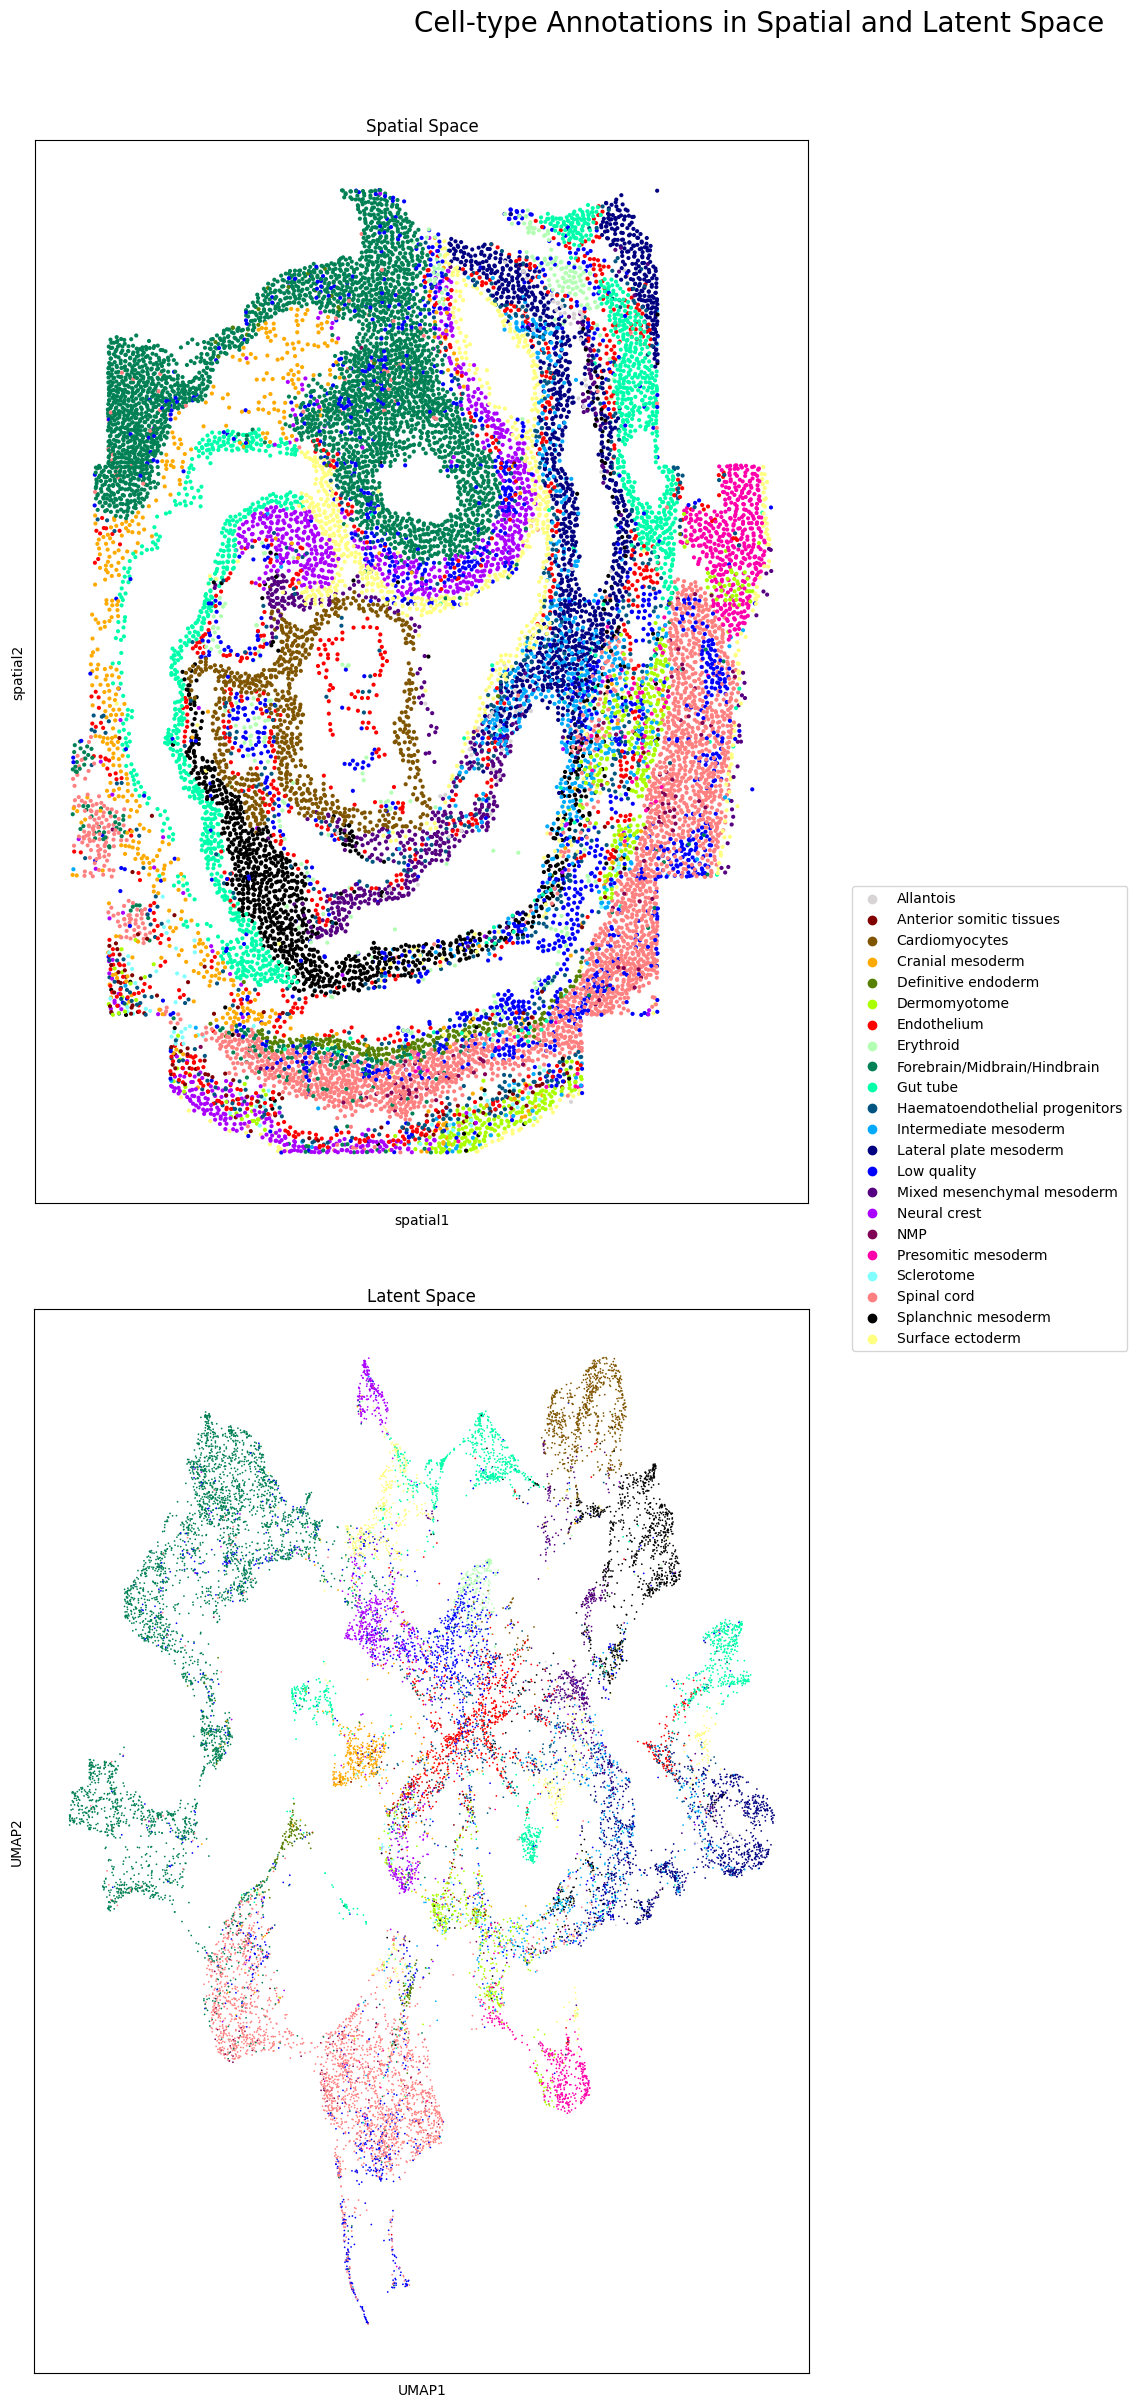 Cell-type Annotations in Spatial and Latent Space
Spatial Space
spatial2
spatial1
Allantois
Anterior somitic tissues
Cardiomyocytes
Cranial mesoderm
Definitive endoderm
Dermomyotome
Endothelium
Erythroid
Forebrain/Midbrain/Hindbrain
Gut tube
Haematoendothelial progenitors
Intermediate mesoderm
Lateral plate mesoderm
Low quality
Mixed mesenchymal mesoderm
Neural crest
NMP
Presomitic mesoderm
Sclerotome
Spinal cord
Splanchnic mesoderm
Surface ectoderm
Latent Space
UMAP2
UMAP1